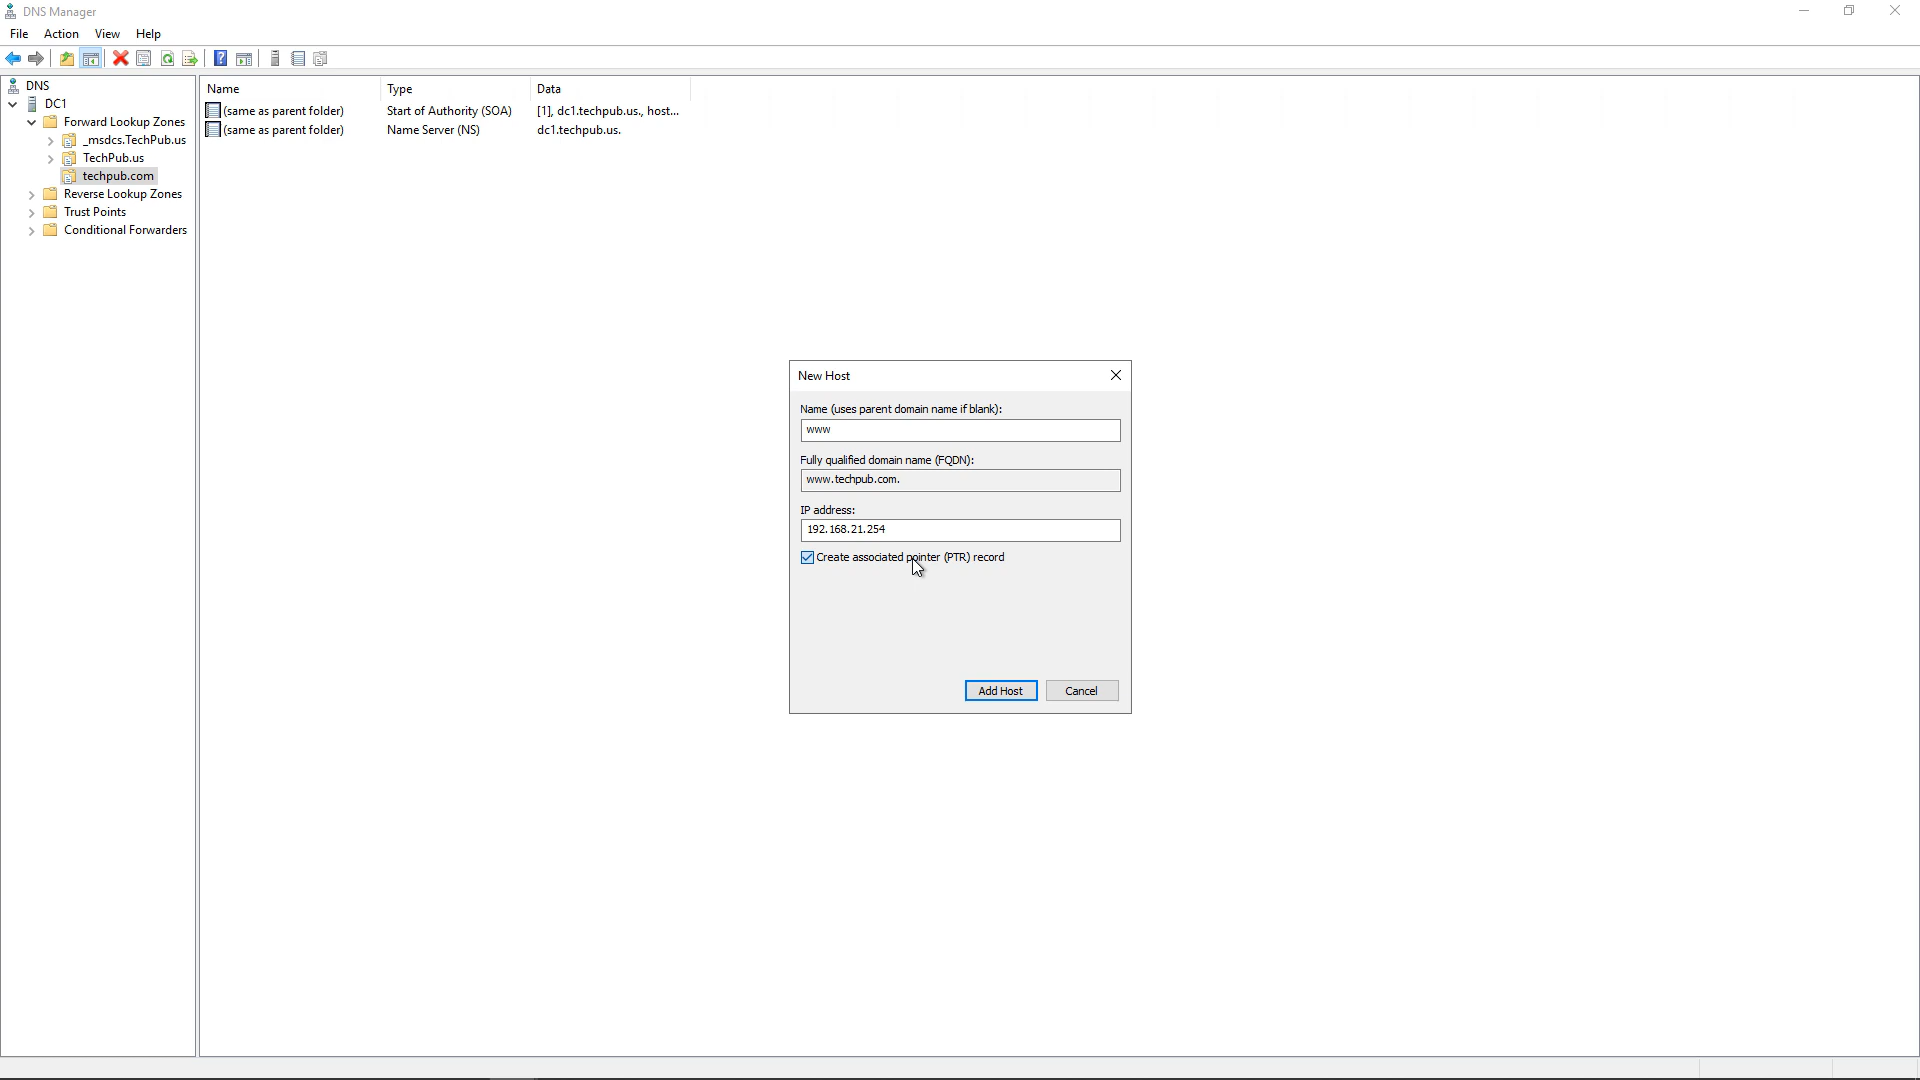 DNS Manager
File Action View Help
DNS
DC1
Forward Lookup Zones
_msdcs.TechPub.us
TechPub.us
techpub.com
Reverse Lookup Zones
Trust Points
Conditional Forwarders
Name Type Data
(same as parent folder) Start of Authority (SOA) [1], dc1.techpub.us., host...
(same as parent folder) Name Server (NS) dc1.techpub.us.
New Host
Name (uses parent domain name if blank):
www
Fully qualified domain name (FQDN):
www.techpub.com.
IP address:
192.168.21.254
Create associated pointer (PTR) record
Add Host Cancel